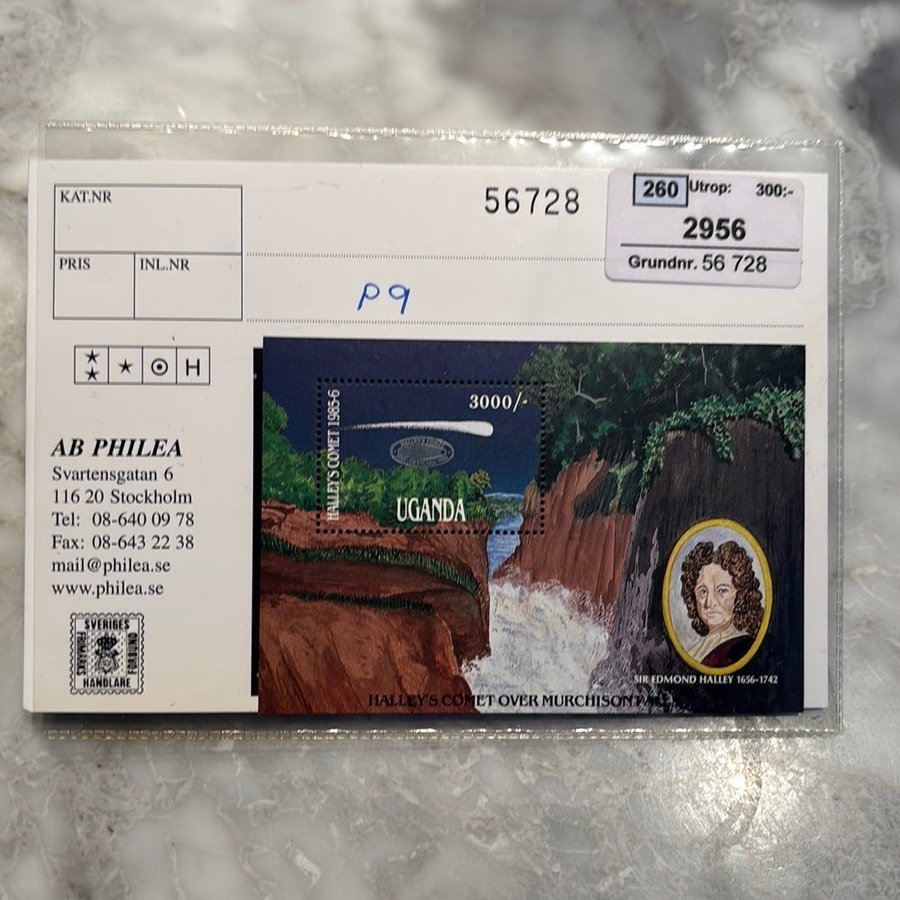 KAT.NR
PRIS
INL.NR
56728
260 Utrop: 300:-
2956
Grundnr. 56 728
P9
H
AB PHILEA
Svartensgatan 6
116 20 Stockholm
Tel: 08-640 09 78
Fax: 08-643 22 38
mail@philea.se
www.philea.se
SVERIGES
FRIMÄRKS
HANDLARE
FÖRBUND
3000/-
HALLEY'S COMET 1985-6
UGANDA
SIR EDMOND HALLEY 1656-1742
HALLEY'S COMET OVER MURCHISON